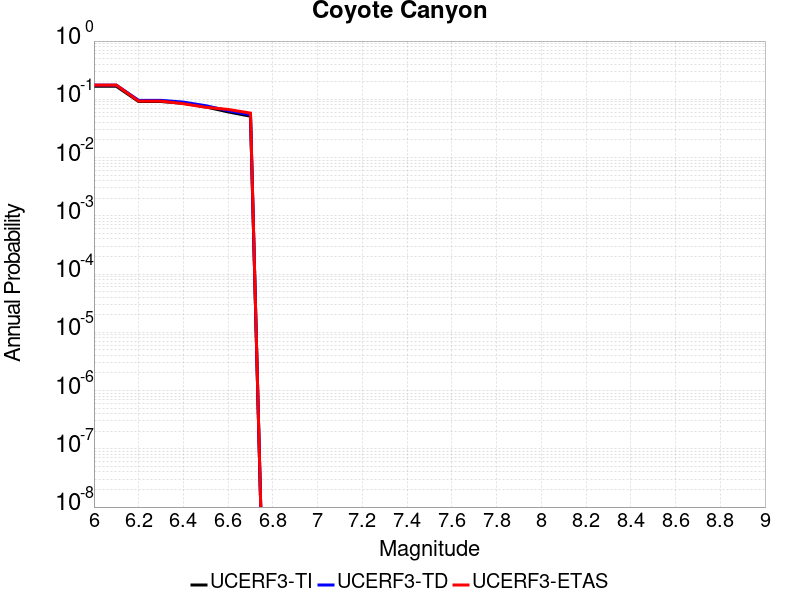 Coyote Canyon
Annual Probability
10^0
10^-1
10^-2
10^-3
10^-4
10^-5
10^-6
10^-7
10^-8
6 6.2 6.4 6.6 6.8 7 7.2 7.4 7.6 7.8 8 8.2 8.4 8.6 8.8 9
Magnitude
UCERF3-TI UCERF3-TD UCERF3-ETAS